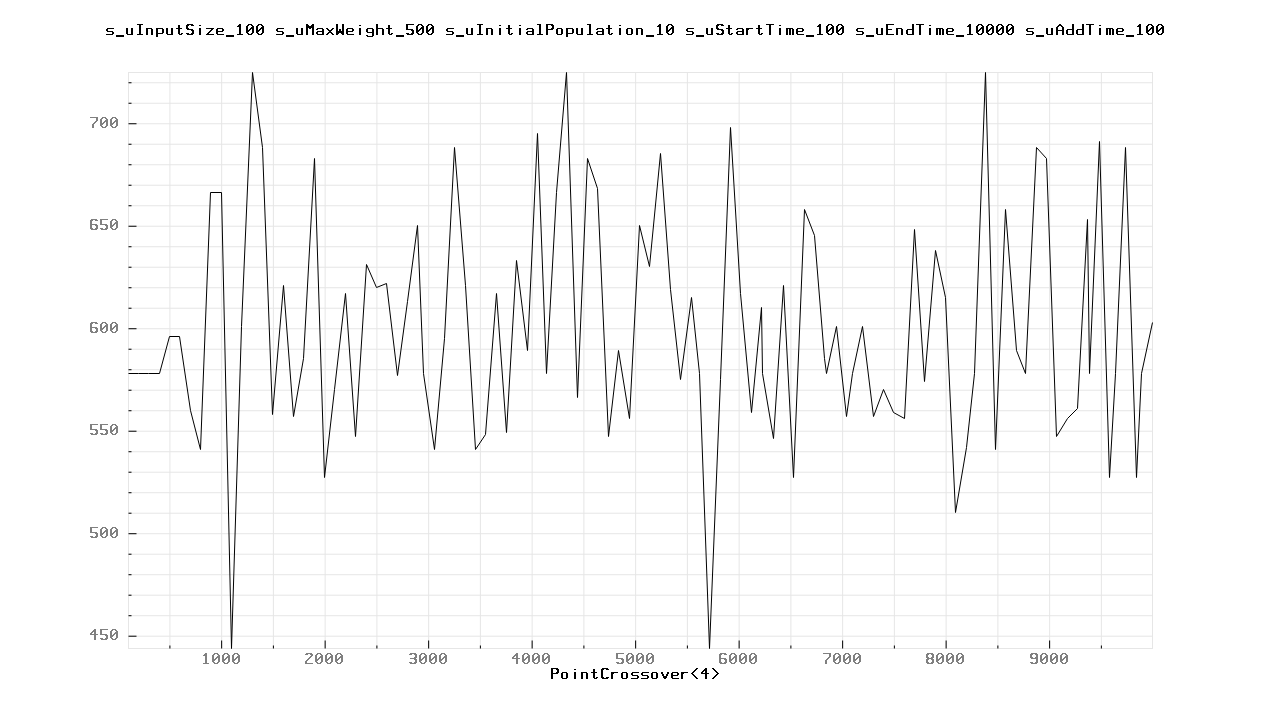 s_uInputSize_100 s_uMaxWeight_500 s_uInitialPopulation_10 s_uStartTime_100 s_uEndTime_10000 s_uAddTime_100
700
650
600
550
500
450
1000 2000 3000 4000 5000 6000 7000 8000 9000
PointCrossover<4>